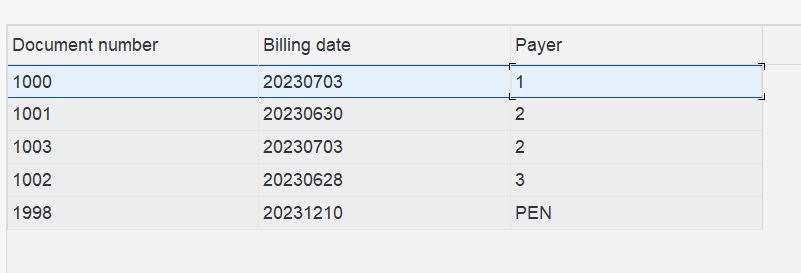 Document number Billing date Payer
1000 20230703 1
1001 20230630 2
1003 20230703 2
1002 20230628 3
1998 20231210 PEN